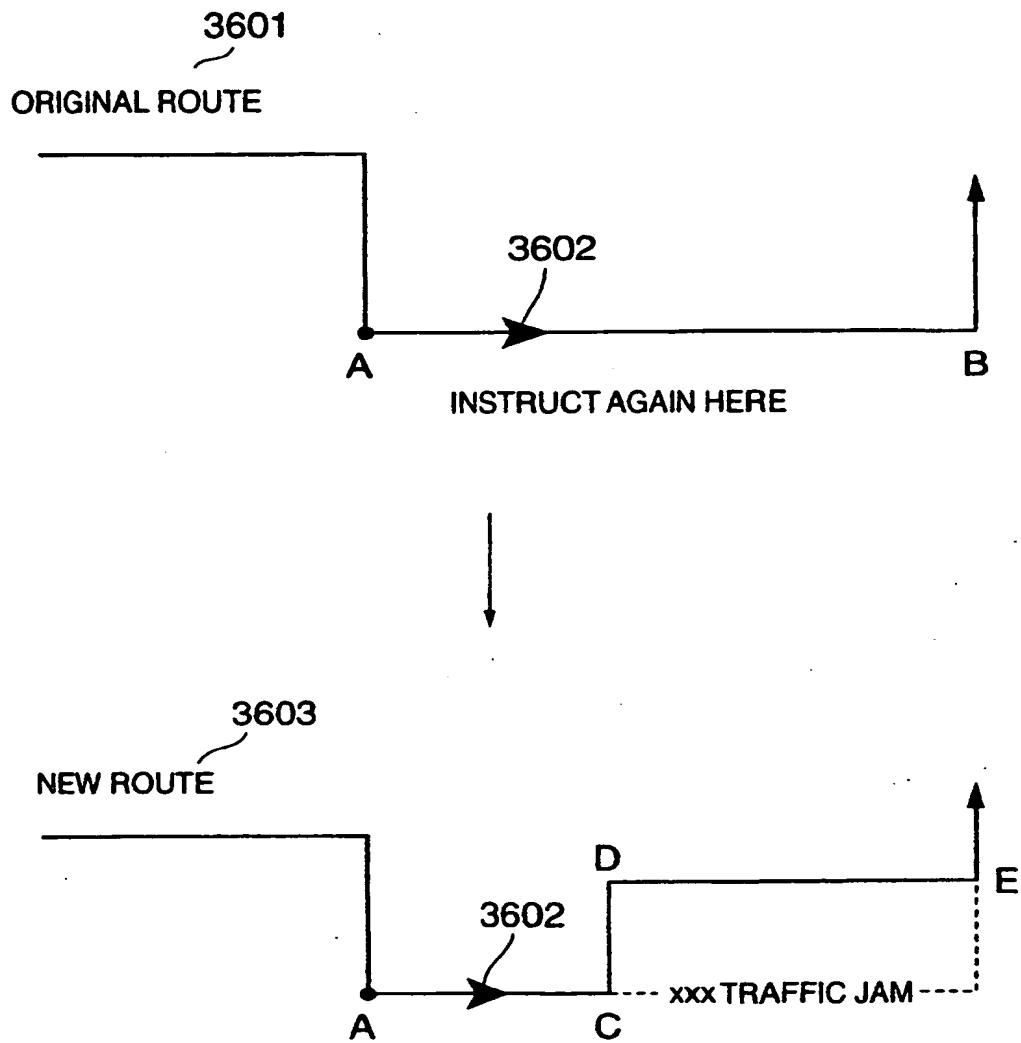 3601
ORIGINAL ROUTE
3602
A
B
INSTRUCT AGAIN HERE
3603
NEW ROUTE
D
E
3602
xxx TRAFFIC JAM
A
C